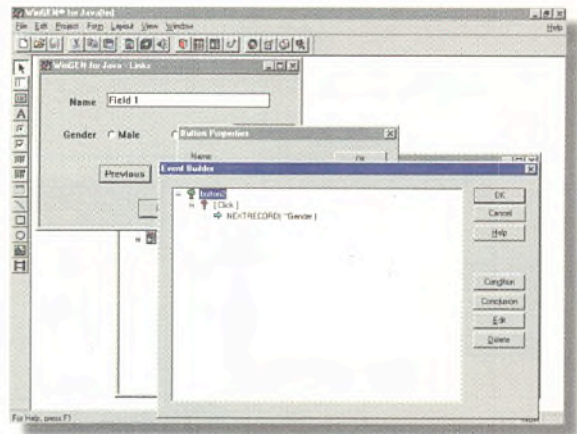 WinGEN® for Java
File Edit Project Form Layout View Window Help
WinGEN for Java - Links
Name Field 1
Gender Male
Previous
Button Properties
Name
Event Builder
button2
[ Click ]
NEXTRECORD( "Gender )
OK
Cancel
Help
Condition
Conclusion
Edit
Delete
For Help, press F1